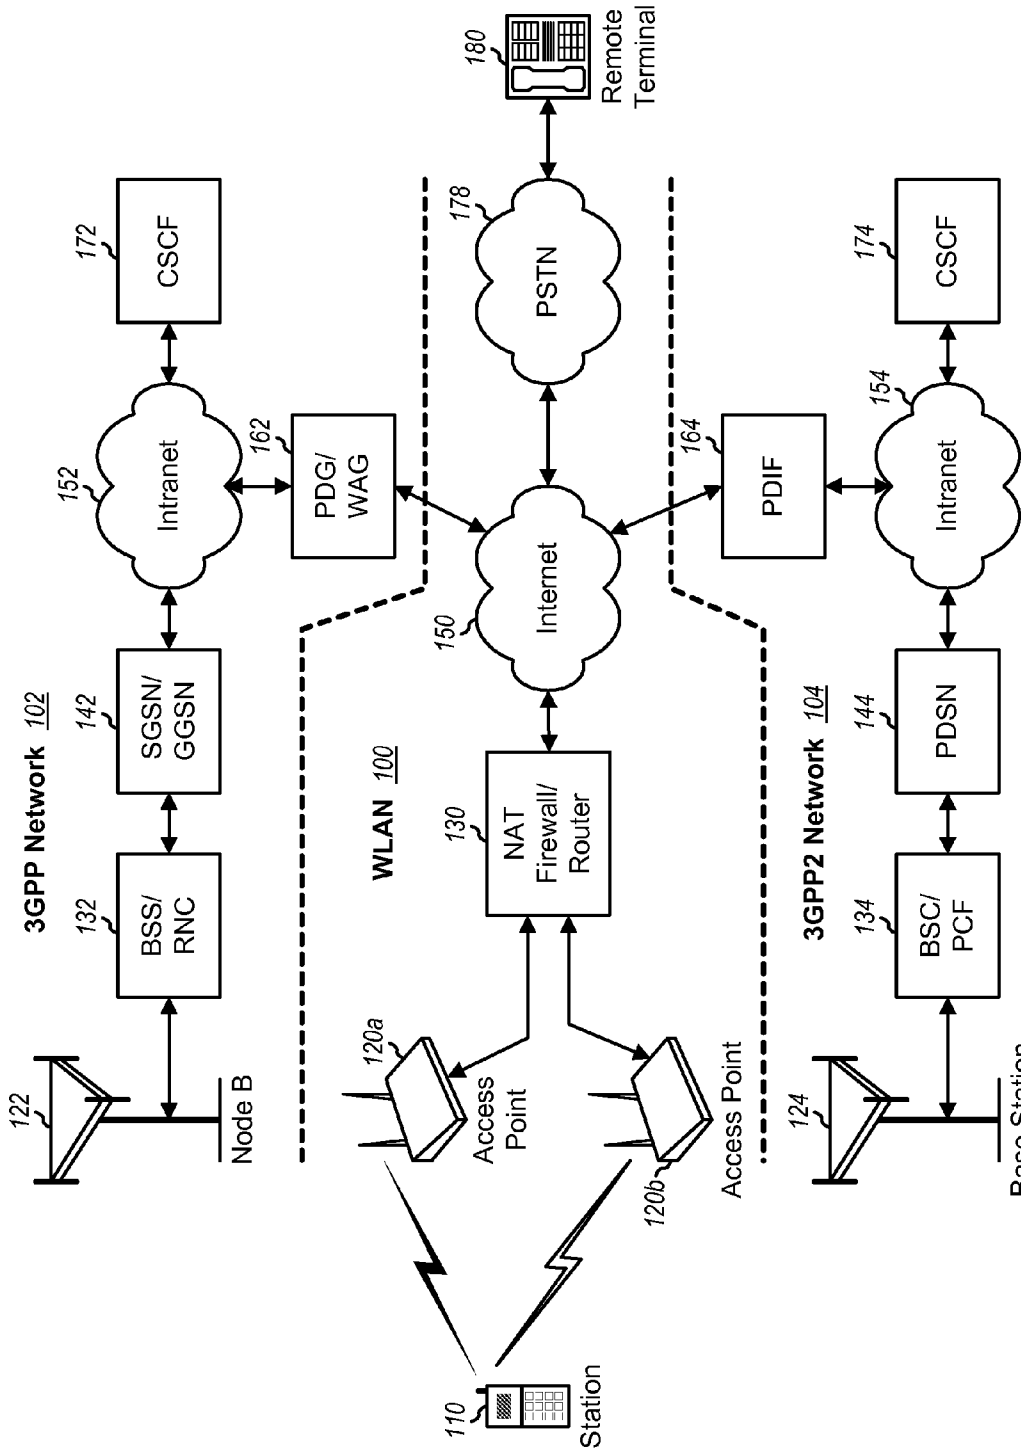 3GPP Network 102
122
Node B
132
BSS/
RNC
142
SGSN/
GGSN
152
Intranet
172
CSCF
162
PDG/
WAG
WLAN 100
110
Station
120a
Access
Point
120b
Access Point
130
NAT
Firewall/
Router
150
Internet
178
PSTN
180
Remote
Terminal
164
PDIF
3GPP2 Network 104
124
Base Station
134
BSC/
PCF
144
PDSN
154
Intranet
174
CSCF